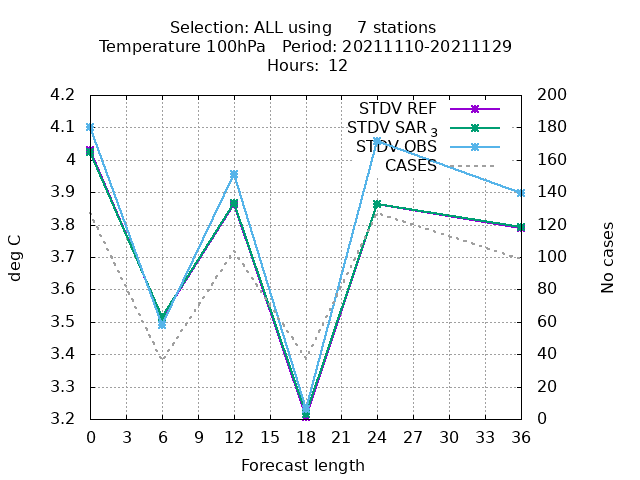 Selection: ALL using 7 stations
Temperature 100hPa Period: 20211110-20211129
Hours: 12
4.2 200
STDV REF
4.1 180
STDV SAR 3
STDV OBS
4 160
CASES
3.9 140
3.8 120
3.7 100
3.6 80
3.5 60
3.4 40
3.3 20
3.2 0
deg C
No cases
0 3 6 9 12 15 18 21 24 27 30 33 36
Forecast length